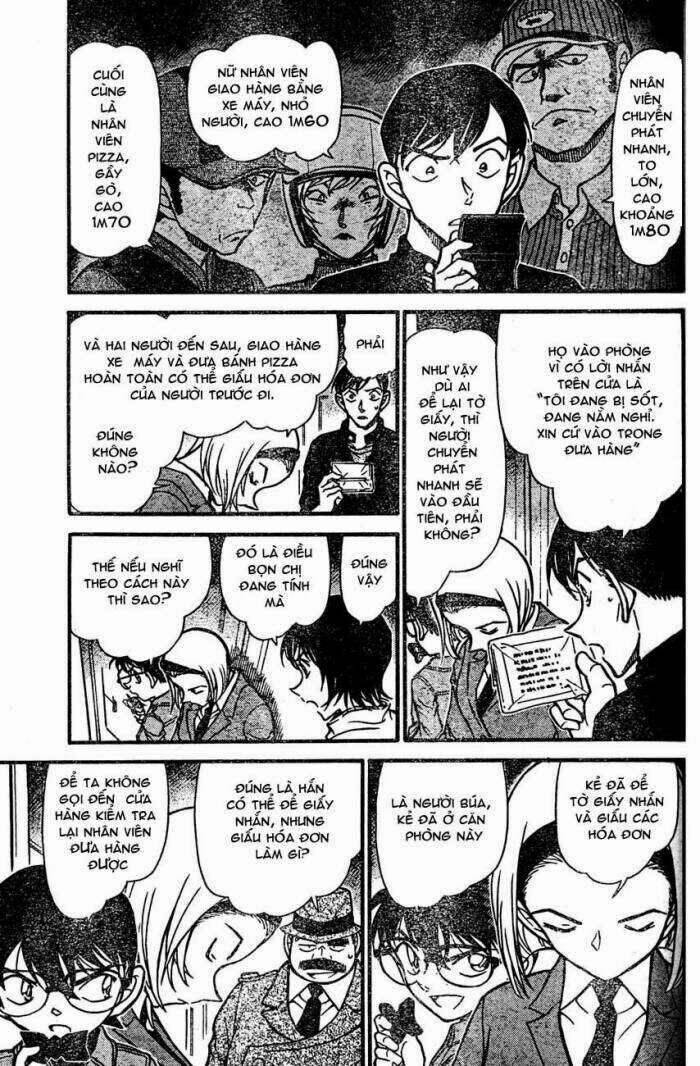 NHÂN
VIÊN
CHUYỂN
PHÁT
NHANH, TO
LỚN,
CAO
KHOẢNG
1M80
NỮ NHÂN VIÊN
GIAO HÀNG BẰNG
XE MÁY, NHỎ
NGƯỜI, CAO 1M60
CUỐI
CÙNG
LÀ
NHÂN
VIÊN
PIZZA,
GẦY
GÒ,
CAO
1M70
HỌ VÀO PHÒNG
VÌ CÓ LỜI NHẮN
TRÊN CỬA LÀ
"TÔI ĐANG BỊ SỐT,
ĐANG NẰM NGHỈ.
XIN CỨ VÀO TRONG
ĐƯA HÀNG"
NHƯ VẬY
DÙ AI
ĐỂ LẠI TỜ
GIẤY, THÌ
NGƯỜI
CHUYỂN
PHÁT
NHANH SẼ
VÀO ĐẦU
TIÊN, PHẢI
KHÔNG?
PHẢI
VÀ HAI NGƯỜI ĐẾN SAU, GIAO HÀNG
XE MÁY VÀ ĐƯA BÁNH PIZZA
HOÀN TOÀN CÓ THỂ GIẤU HÓA ĐƠN
CỦA NGƯỜI TRƯỚC ĐI.
ĐÚNG
KHÔNG
NÀO?
ĐÚNG
VẬY
ĐÓ LÀ ĐIỀU
BỌN CHỊ
ĐANG TÍNH
MÀ
THẾ NẾU NGHĨ
THEO CÁCH NÀY
THÌ SAO?
KẺ ĐÃ ĐỂ
TỜ GIẤY NHẮN
VÀ GIẤU CÁC
HÓA ĐƠN
LÀ NGƯỜI BÚA,
KẺ ĐÃ Ở CĂN
PHÒNG NÀY
ĐÚNG LÀ HẮN
CÓ THỂ ĐỂ GIẤY
NHẮN, NHƯNG
GIẤU HÓA ĐƠN
LÀM GÌ?
ĐỂ TA KHÔNG
GỌI ĐẾN CỬA
HÀNG KIỂM TRA
LẠI NHÂN VIÊN
ĐƯA HÀNG
ĐƯỢC